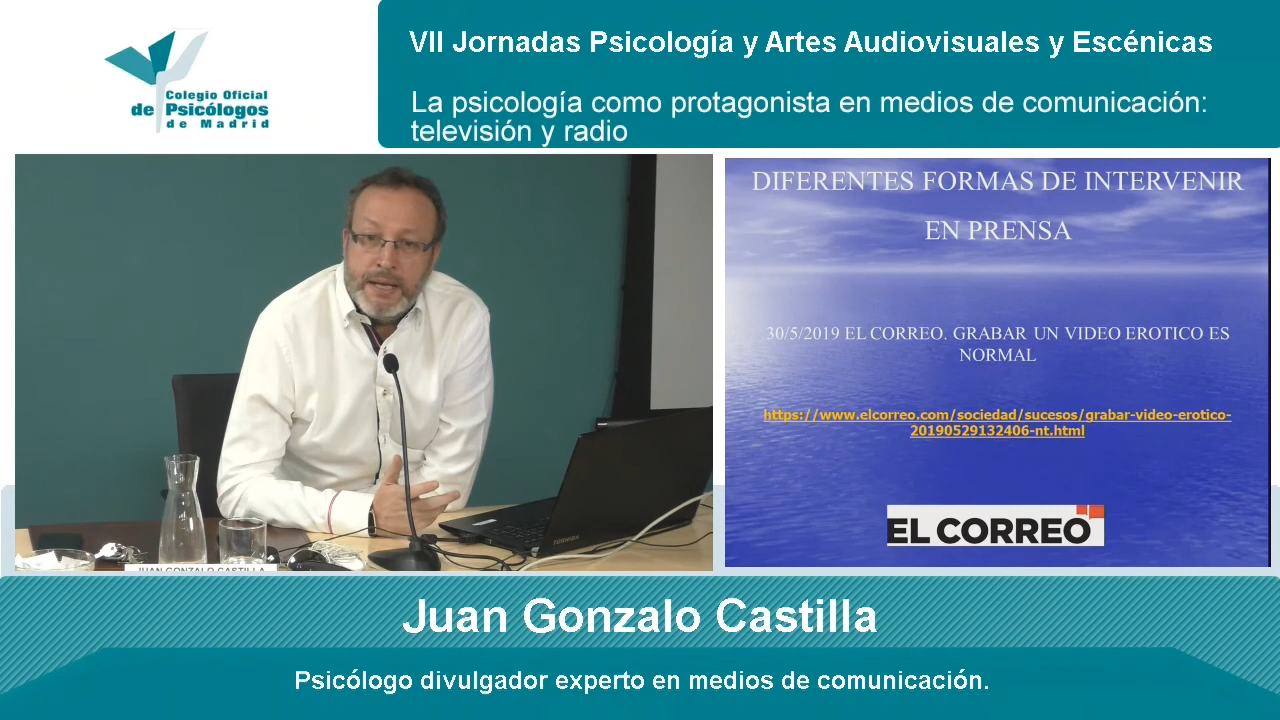 Colegio Oficial
de Psicólogos
de Madrid
VII Jornadas Psicología y Artes Audiovisuales y Escénicas
La psicología como protagonista en medios de comunicación:
televisión y radio
DIFERENTES FORMAS DE INTERVENIR
EN PRENSA
30/5/2019 EL CORREO. GRABAR UN VIDEO EROTICO ES
NORMAL
https://www.elcorreo.com/sociedad/sucesos/grabar-video-erotico-
20190529132406-nt.html
EL CORREO
TOSHIBA
JUAN GONZALO CASTILLA
Juan Gonzalo Castilla
Psicólogo divulgador experto en medios de comunicación.